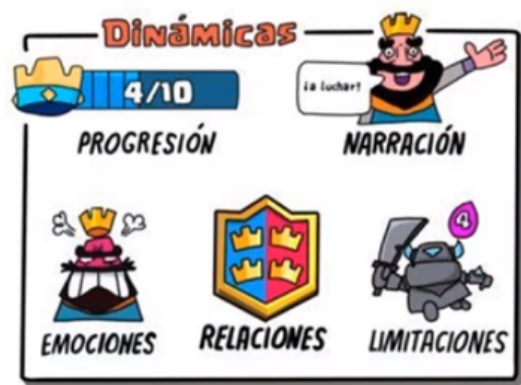 Dinámicas
4/10
¡a luchar!
PROGRESIÓN
NARRACIÓN
4
EMOCIONES
RELACIONES
LIMITACIONES